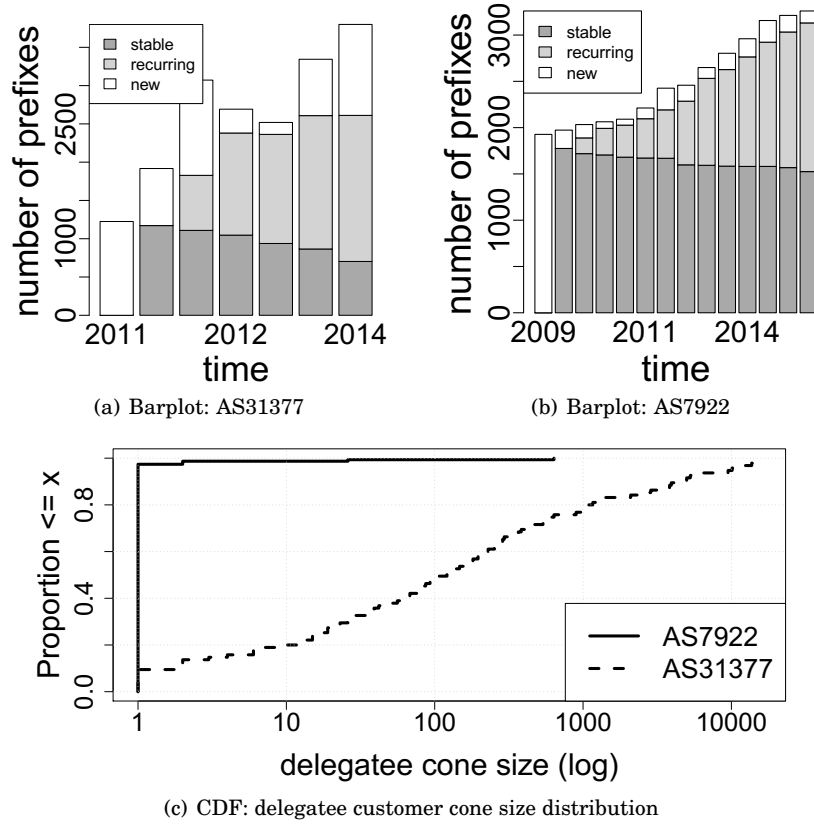 number of prefixes
0 1000 2500
stable
recurring
new
2011 2012 2014
time
(a) Barplot: AS31377
number of prefixes
0 1000 2000 3000
stable
recurring
new
2009 2011 2014
time
(b) Barplot: AS7922
Proportion <= x
0.0 0.4 0.8
AS7922
AS31377
1 10 100 1000 10000
delegatee cone size (log)
(c) CDF: delegatee customer cone size distribution